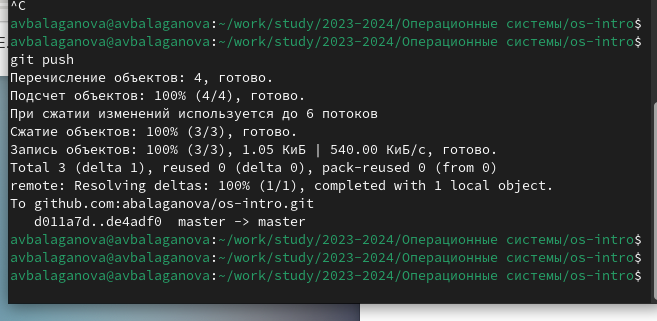 ^C
avbalaganova@avbalaganova:~/work/study/2023-2024/Операционные системы/os-intro$
avbalaganova@avbalaganova:~/work/study/2023-2024/Операционные системы/os-intro$
git push
Перечисление объектов: 4, готово.
Подсчет объектов: 100% (4/4), готово.
При сжатии изменений используется до 6 потоков
Сжатие объектов: 100% (3/3), готово.
Запись объектов: 100% (3/3), 1.05 КиБ | 540.00 КиБ/с, готово.
Total 3 (delta 1), reused 0 (delta 0), pack-reused 0 (from 0)
remote: Resolving deltas: 100% (1/1), completed with 1 local object.
To github.com:abalaganova/os-intro.git
   d011a7d..de4adf0  master -> master
avbalaganova@avbalaganova:~/work/study/2023-2024/Операционные системы/os-intro$
avbalaganova@avbalaganova:~/work/study/2023-2024/Операционные системы/os-intro$
avbalaganova@avbalaganova:~/work/study/2023-2024/Операционные системы/os-intro$